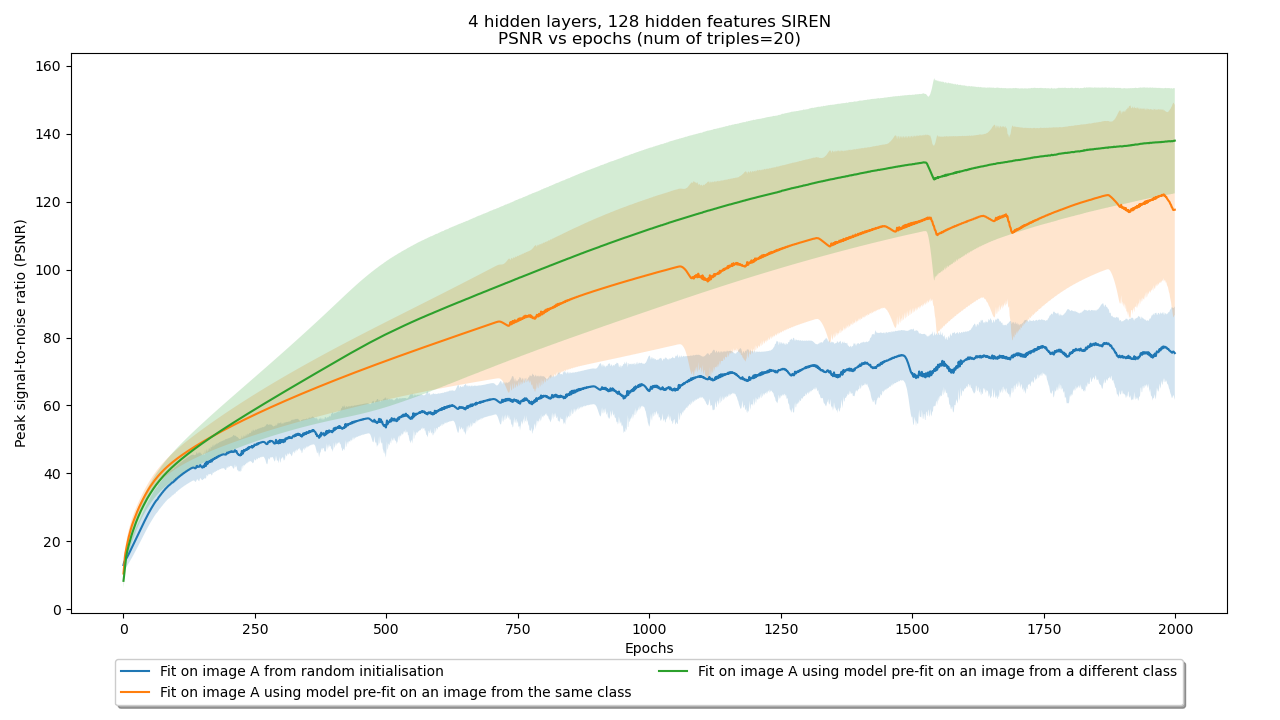 4 hidden layers, 128 hidden features SIREN
PSNR vs epochs (num of triples=20)
Peak signal-to-noise ratio (PSNR)
160
140
120
100
80
60
40
20
0
0 250 500 750 1000 1250 1500 1750 2000
Epochs
Fit on image A from random initialisation
Fit on image A using model pre-fit on an image from the same class
Fit on image A using model pre-fit on an image from a different class